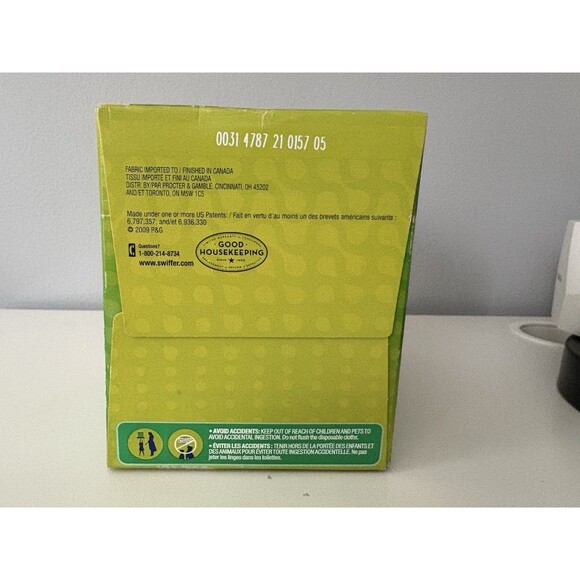 0031 4787 21 0157 05
FABRIC IMPORTED TO / FINISHED IN CANADA
TISSU IMPORTE ET FINI AU CANADA
DISTR. BY/PAR PROCTER & GAMBLE, CINCINNATI, OH 45202
AND/ET TORONTO, ON M5W 1C5
Made under one or more US Patents: / Fait en vertu d'au moins un des brevets américains suivants :
6,797,357; and/et 6,936,330
© 2009 P&G
Questions?
1-800-214-8734
www.swiffer.com
GOOD
HOUSEKEEPING
• AVOID ACCIDENTS: KEEP OUT OF REACH OF CHILDREN AND PETS TO
AVOID ACCIDENTAL INGESTION. Do not flush the disposable cloths.
• ÉVITER LES ACCIDENTS : TENIR HORS DE LA PORTÉE DES ENFANTS ET
DES ANIMAUX POUR ÉVITER TOUTE INGESTION ACCIDENTELLE. Ne pas
jeter les linges dans les toilettes.